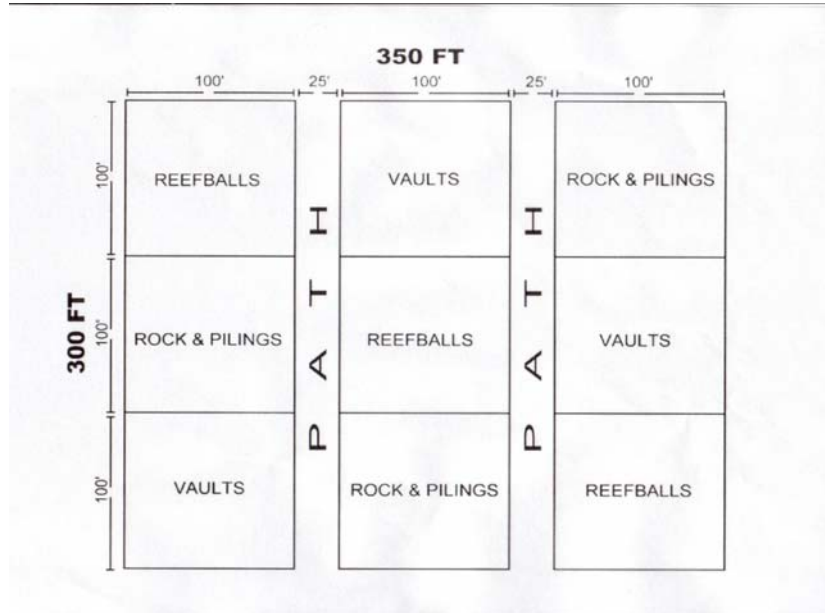 350 FT
100' 25' 100' 25' 100'
100'
REEFBALLS
VAULTS
ROCK & PILINGS
300 FT
100'
ROCK & PILINGS
REEFBALLS
VAULTS
100'
VAULTS
ROCK & PILINGS
REEFBALLS
PATH
PATH